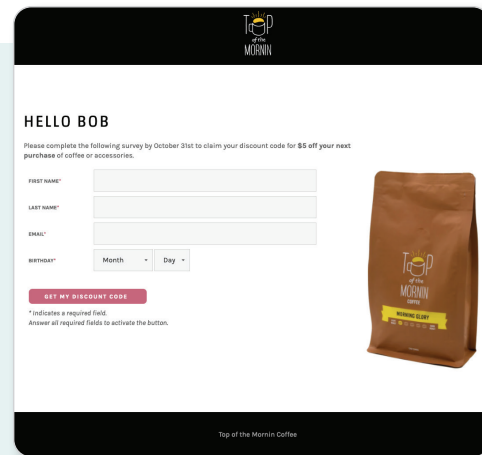 TOP
of the
MORNIN
HELLO BOB
Please complete the following survey by October 31st to claim your discount code for $5 off your next
purchase of coffee or accessories.
FIRST NAME*
LAST NAME*
EMAIL*
BIRTHDAY*
Month
Day
GET MY DISCOUNT CODE
* Indicates a required field.
Answer all required fields to activate the button.
TOP
of the
MORNIN
COFFEE
MORNING GLORY
Top of the Mornin Coffee